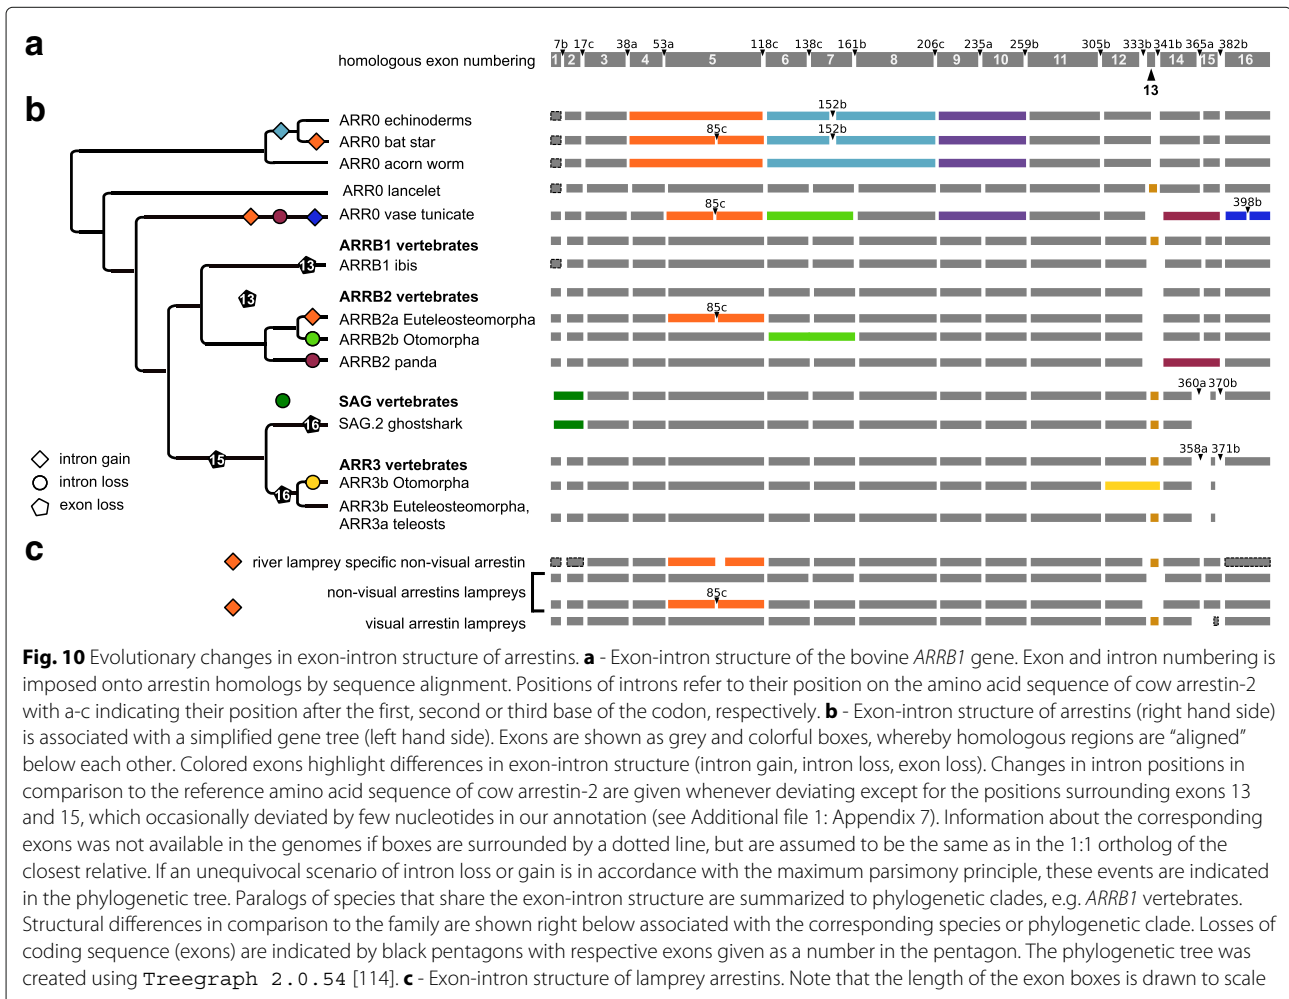 a
7b 17c 38a 53a 118c 138c 161b 206c 235a 259b 305b 333b 341b 365a 382b
homologous exon numbering 1 2 3 4 5 6 7 8 9 10 11 12 14 15 16
13
b
ARR0 echinoderms 152b
ARR0 bat star 85c 152b
ARR0 acorn worm
ARR0 lancelet
ARR0 vase tunicate 85c 398b
ARRB1 vertebrates
13 ARRB1 ibis
ARRB2 vertebrates
13
ARRB2a Euteleosteomorpha 85c
ARRB2b Otomorpha
ARRB2 panda
SAG vertebrates 360a 370b
16 SAG.2 ghostshark
15
ARR3 vertebrates 358a 371b
ARR3b Otomorpha
16
ARR3b Euteleosteomorpha,
ARR3a teleosts
intron gain
intron loss
exon loss
c
river lamprey specific non-visual arrestin
non-visual arrestins lampreys
85c
visual arrestin lampreys
Fig. 10 Evolutionary changes in exon-intron structure of arrestins. a - Exon-intron structure of the bovine ARRB1 gene. Exon and intron numbering is
imposed onto arrestin homologs by sequence alignment. Positions of introns refer to their position on the amino acid sequence of cow arrestin-2
with a-c indicating their position after the first, second or third base of the codon, respectively. b - Exon-intron structure of arrestins (right hand side)
is associated with a simplified gene tree (left hand side). Exons are shown as grey and colorful boxes, whereby homologous regions are “aligned”
below each other. Colored exons highlight differences in exon-intron structure (intron gain, intron loss, exon loss). Changes in intron positions in
comparison to the reference amino acid sequence of cow arrestin-2 are given whenever deviating except for the positions surrounding exons 13
and 15, which occasionally deviated by few nucleotides in our annotation (see Additional file 1: Appendix 7). Information about the corresponding
exons was not available in the genomes if boxes are surrounded by a dotted line, but are assumed to be the same as in the 1:1 ortholog of the
closest relative. If an unequivocal scenario of intron loss or gain is in accordance with the maximum parsimony principle, these events are indicated
in the phylogenetic tree. Paralogs of species that share the exon-intron structure are summarized to phylogenetic clades, e.g. ARRB1 vertebrates.
Structural differences in comparison to the family are shown right below associated with the corresponding species or phylogenetic clade. Losses of
coding sequence (exons) are indicated by black pentagons with respective exons given as a number in the pentagon. The phylogenetic tree was
created using Treegraph 2.0.54 [114]. c - Exon-intron structure of lamprey arrestins. Note that the length of the exon boxes is drawn to scale